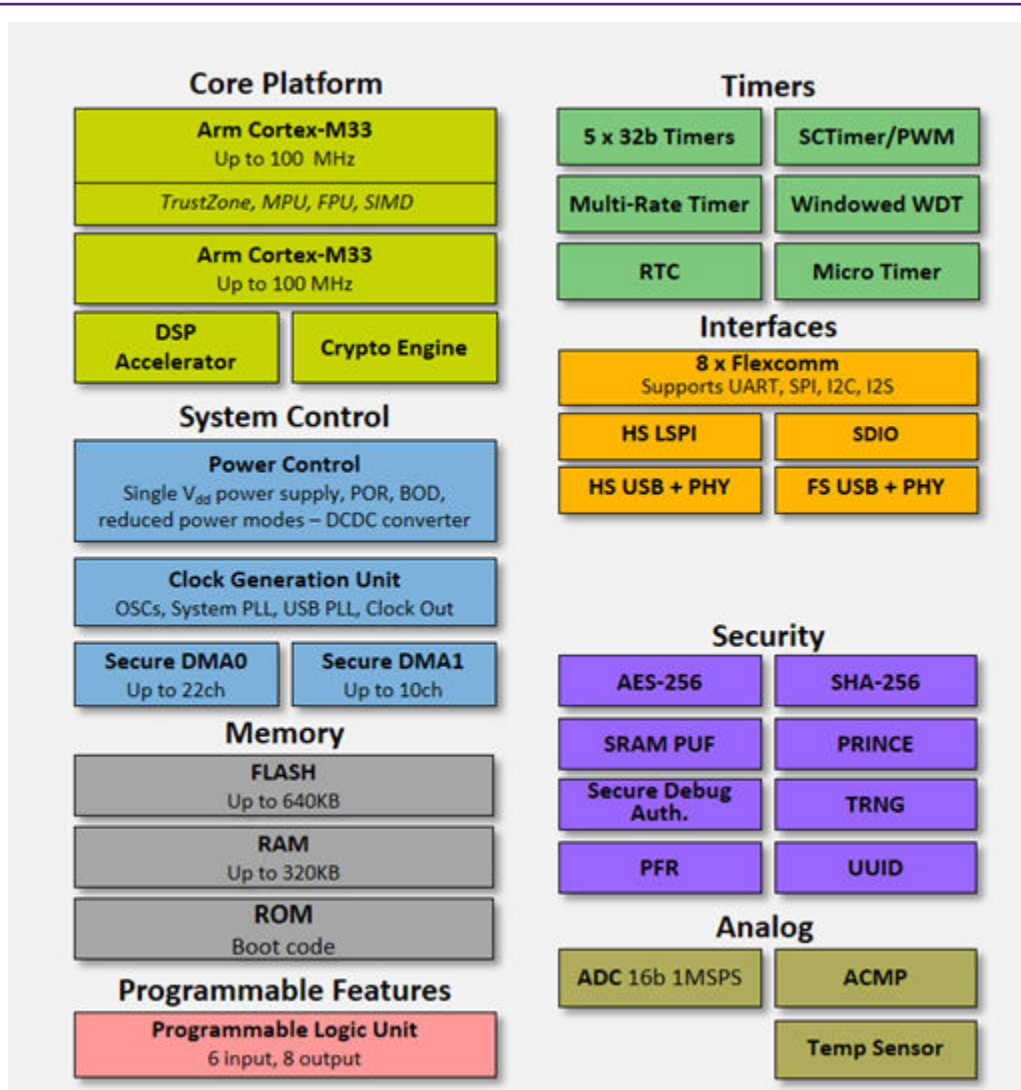 Core Platform
Arm Cortex-M33
Up to 100 MHz
TrustZone, MPU, FPU, SIMD
Arm Cortex-M33
Up to 100 MHz
DSP
Accelerator
Crypto Engine
System Control
Power Control
Single Vdd power supply, POR, BOD,
reduced power modes – DCDC converter
Clock Generation Unit
OSCs, System PLL, USB PLL, Clock Out
Secure DMA0
Up to 22ch
Secure DMA1
Up to 10ch
Memory
FLASH
Up to 640KB
RAM
Up to 320KB
ROM
Boot code
Programmable Features
Programmable Logic Unit
6 input, 8 output
Timers
5 x 32b Timers
SCTimer/PWM
Multi-Rate Timer
Windowed WDT
RTC
Micro Timer
Interfaces
8 x Flexcomm
Supports UART, SPI, I2C, I2S
HS LSPI
SDIO
HS USB + PHY
FS USB + PHY
Security
AES-256
SHA-256
SRAM PUF
PRINCE
Secure Debug
Auth.
TRNG
PFR
UUID
Analog
ADC 16b 1MSPS
ACMP
Temp Sensor